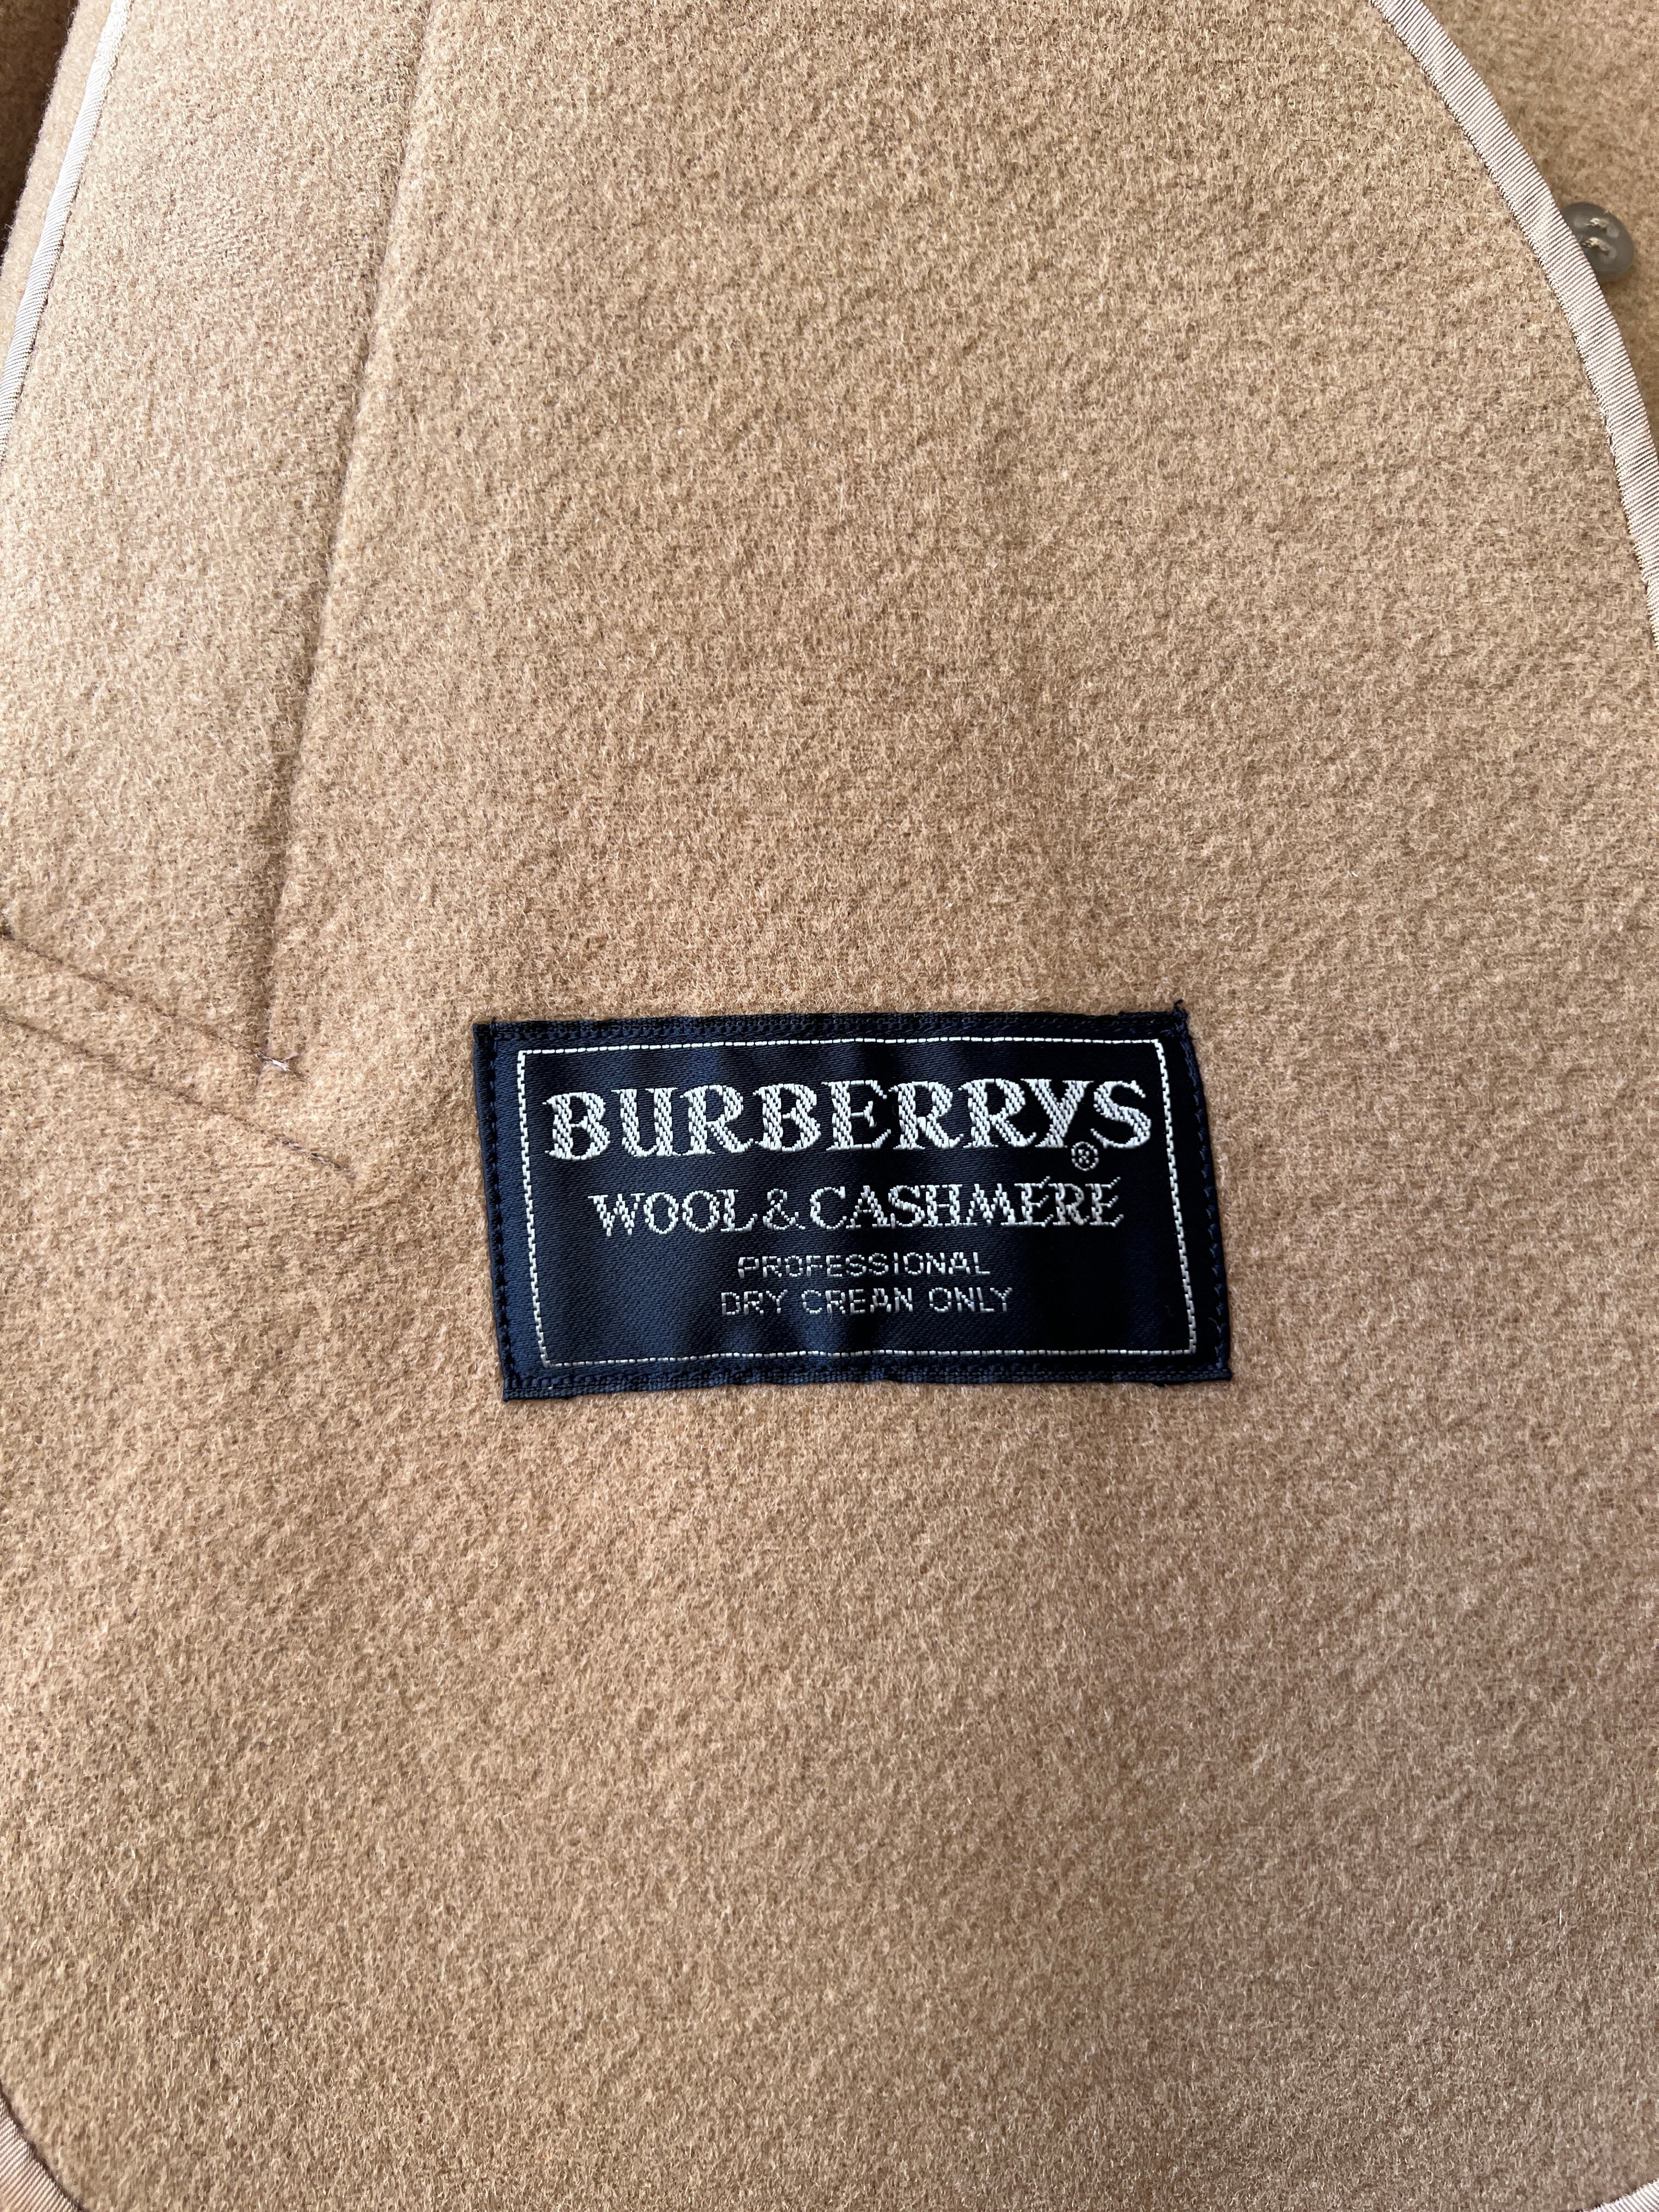 BURBERRYS
®
WOOL & CASHMERE
PROFESSIONAL
DRY CREAN ONLY